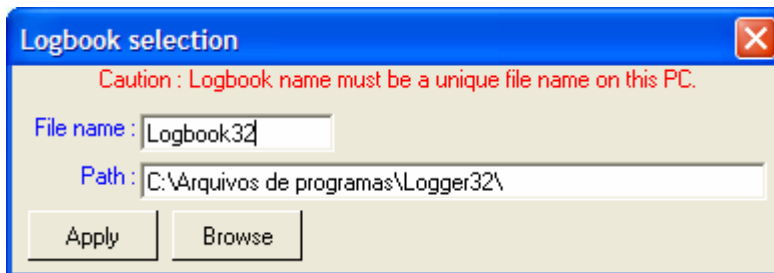 Logbook selection
Caution : Logbook name must be a unique file name on this PC.
File name : Logbook32
Path : C:\Arquivos de programas\Logger32\
Apply Browse